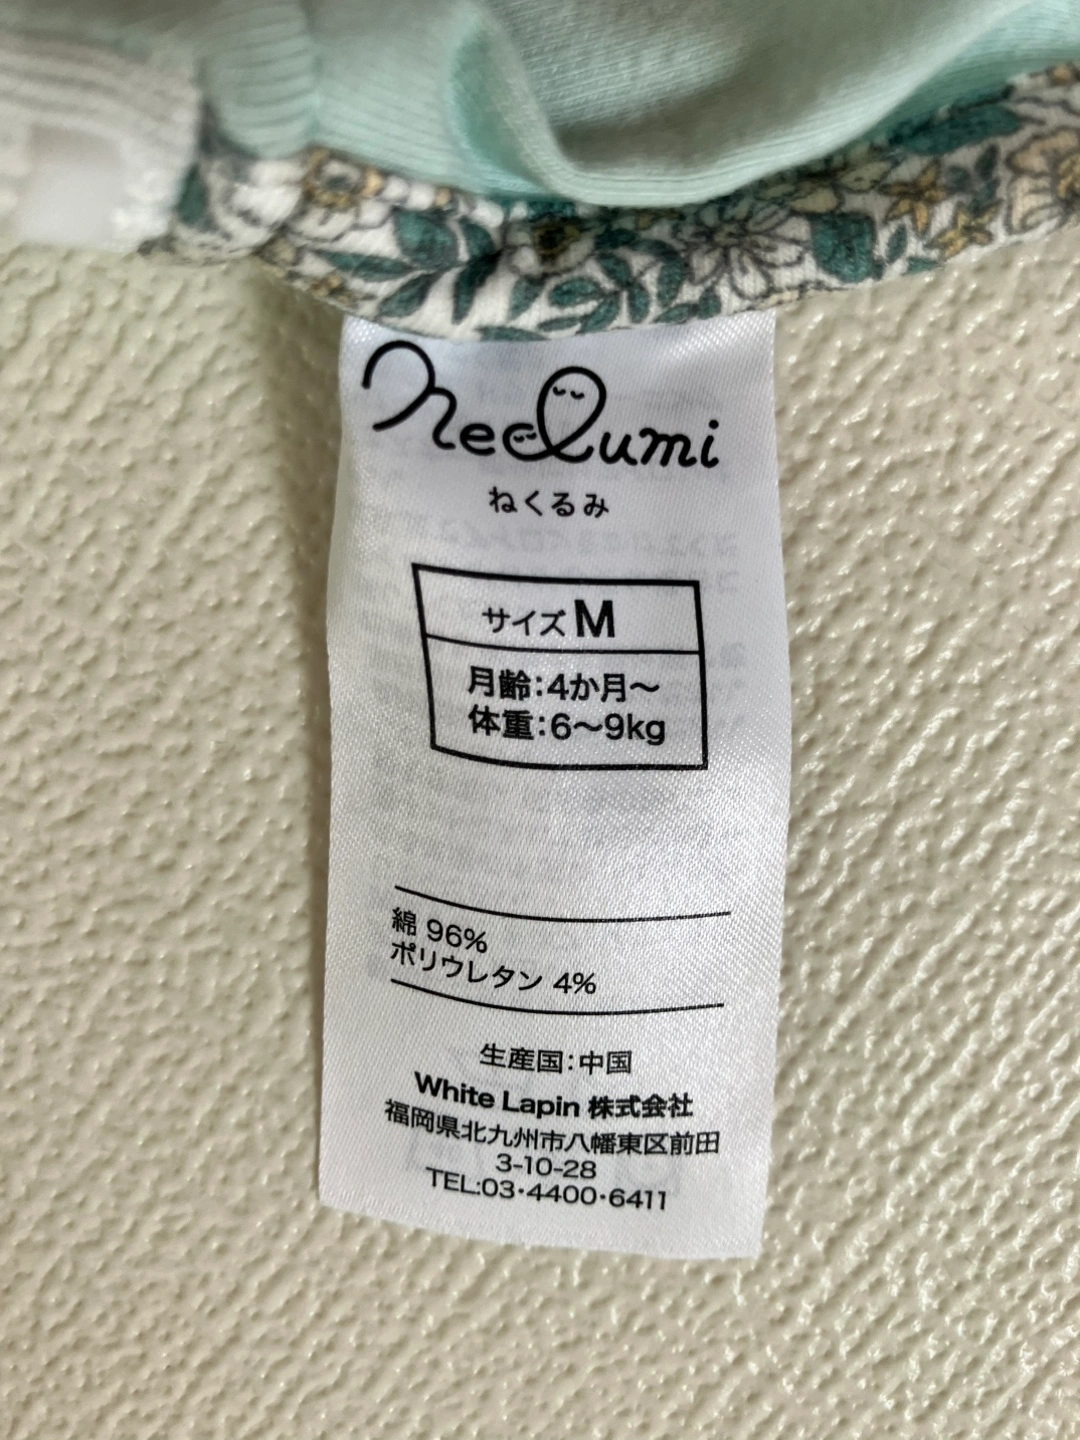 neclumi
ねくるみ
サイズ M
月齢:4か月〜
体重:6〜9kg
綿 96%
ポリウレタン 4%
生産国:中国
White Lapin 株式会社
福岡県北九州市八幡東区前田
3-10-28
TEL:03・4400・6411